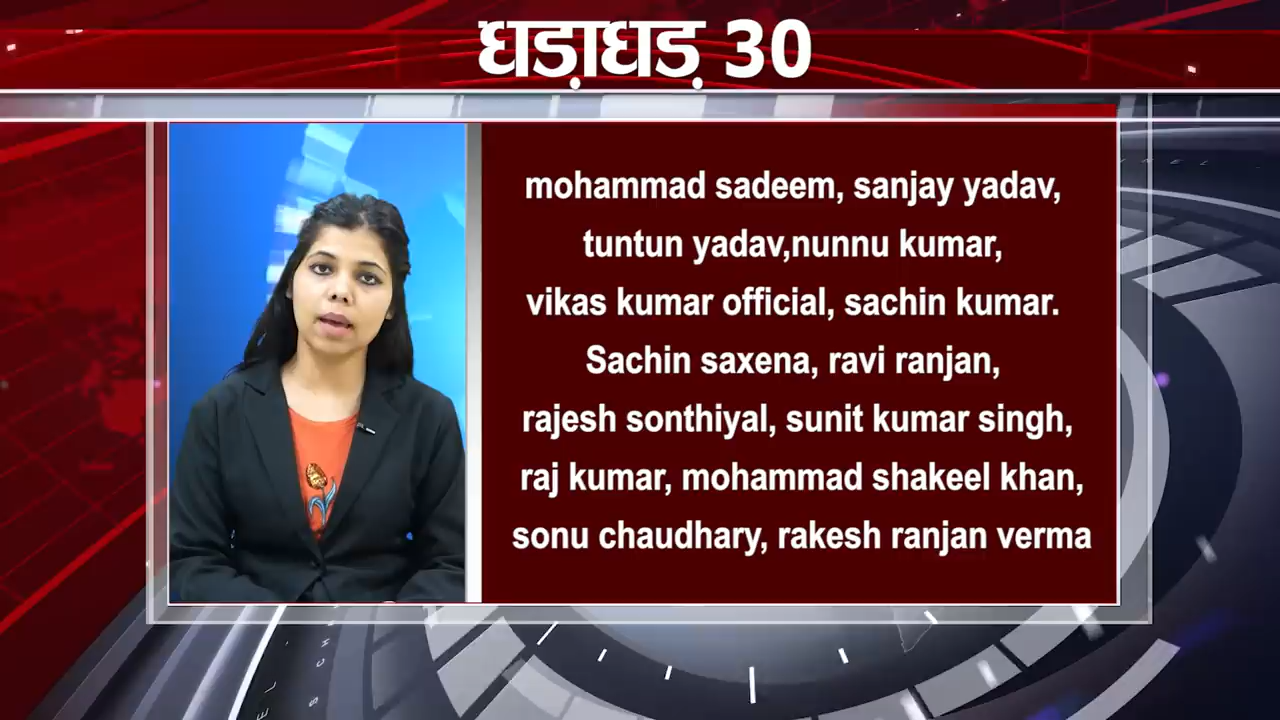 धड़ाधड़ 30
mohammad sadeem, sanjay yadav,
tuntun yadav,nunnu kumar,
vikas kumar official, sachin kumar.
Sachin saxena, ravi ranjan,
rajesh sonthiyal, sunit kumar singh,
raj kumar, mohammad shakeel khan,
sonu chaudhary, rakesh ranjan verma